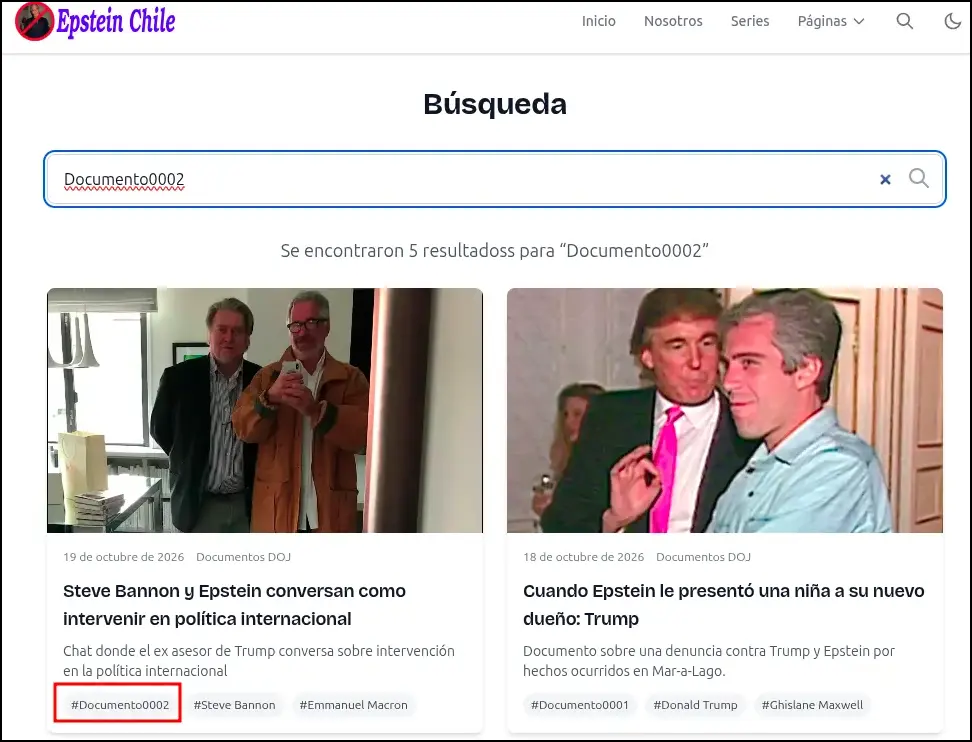 Epstein Chile
Inicio Nosotros Series Páginas
Búsqueda
Documento0002
Se encontraron 5 resultadoss para “Documento0002”
19 de octubre de 2026 Documentos DOJ
Steve Bannon y Epstein conversan como
intervenir en política internacional
Chat donde el ex asesor de Trump conversa sobre intervención
en la política internacional
#Documento0002 #Steve Bannon #Emmanuel Macron
18 de octubre de 2026 Documentos DOJ
Cuando Epstein le presentó una niña a su nuevo
dueño: Trump
Documento sobre una denuncia contra Trump y Epstein por
hechos ocurridos en Mar-a-Lago.
#Documento0001 #Donald Trump #Ghislane Maxwell